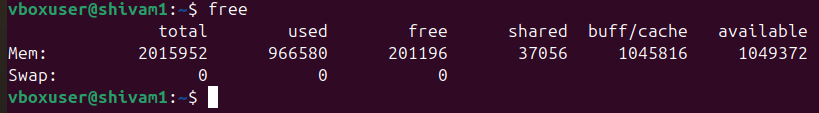 vboxuser@shivam1:~$ free
               total        used        free      shared  buff/cache   available
Mem:         2015952      966580      201196       37056     1045816     1049372
Swap:              0           0           0
vboxuser@shivam1:~$